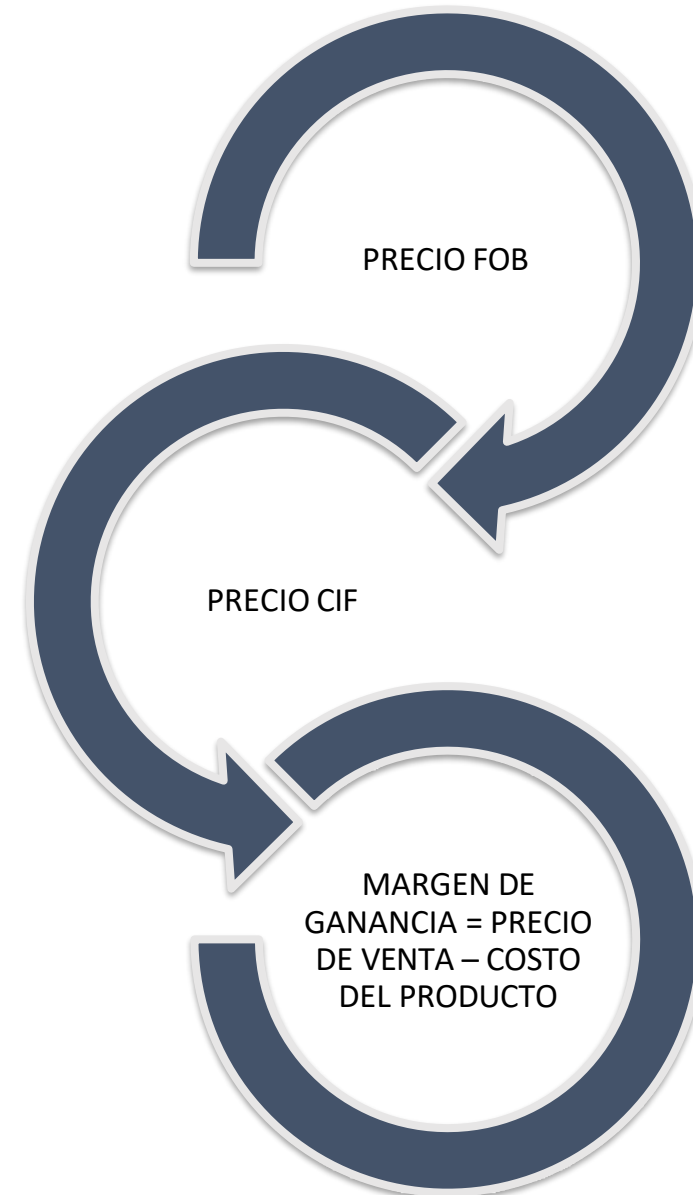 PRECIO FOB
PRECIO CIF
MARGEN DE
GANANCIA = PRECIO
DE VENTA – COSTO
DEL PRODUCTO